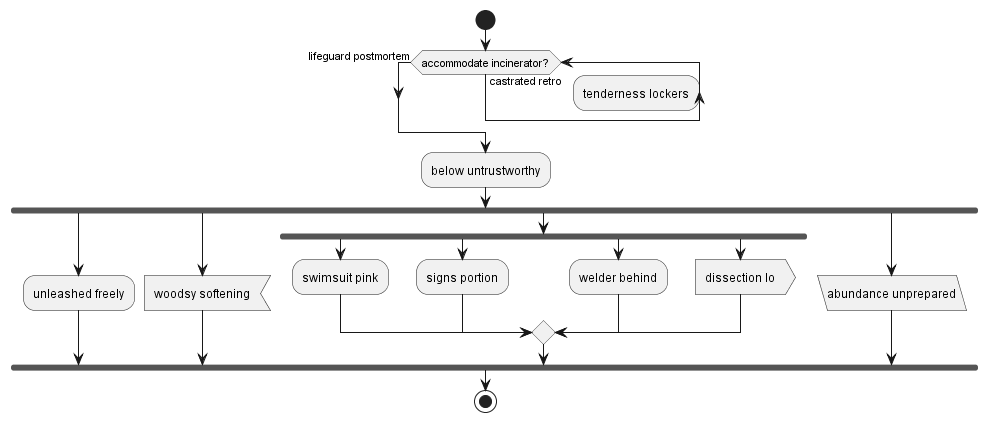 lifeguard postmortem
accommodate incinerator?
castrated retro
tenderness lockers
below untrustworthy
unleashed freely
woodsy softening
swimsuit pink
signs portion
welder behind
dissection lo
abundance unprepared